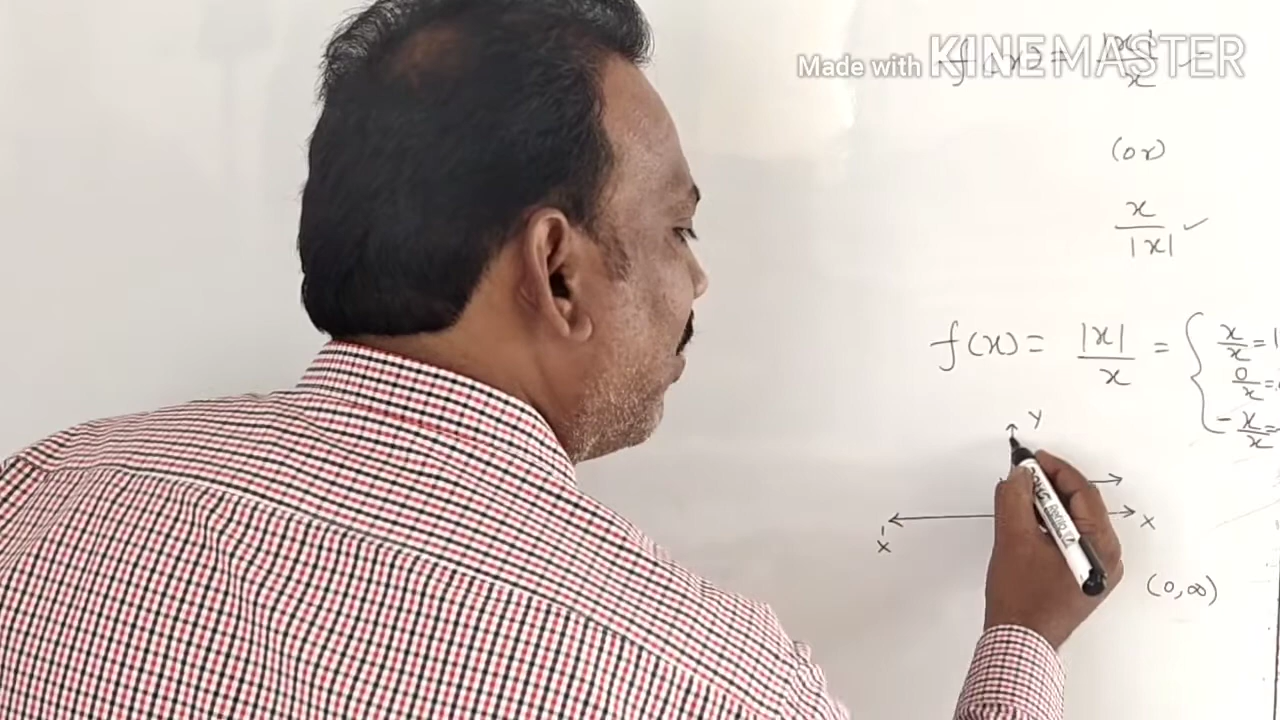 Made with KINEMASTER
f(x) = |x|/x ✓
(or)
x/|x| ✓
f(x) = |x|/x = { x/x = 1
0/x =
-x/x =
y
x
x'
(0, ∞)